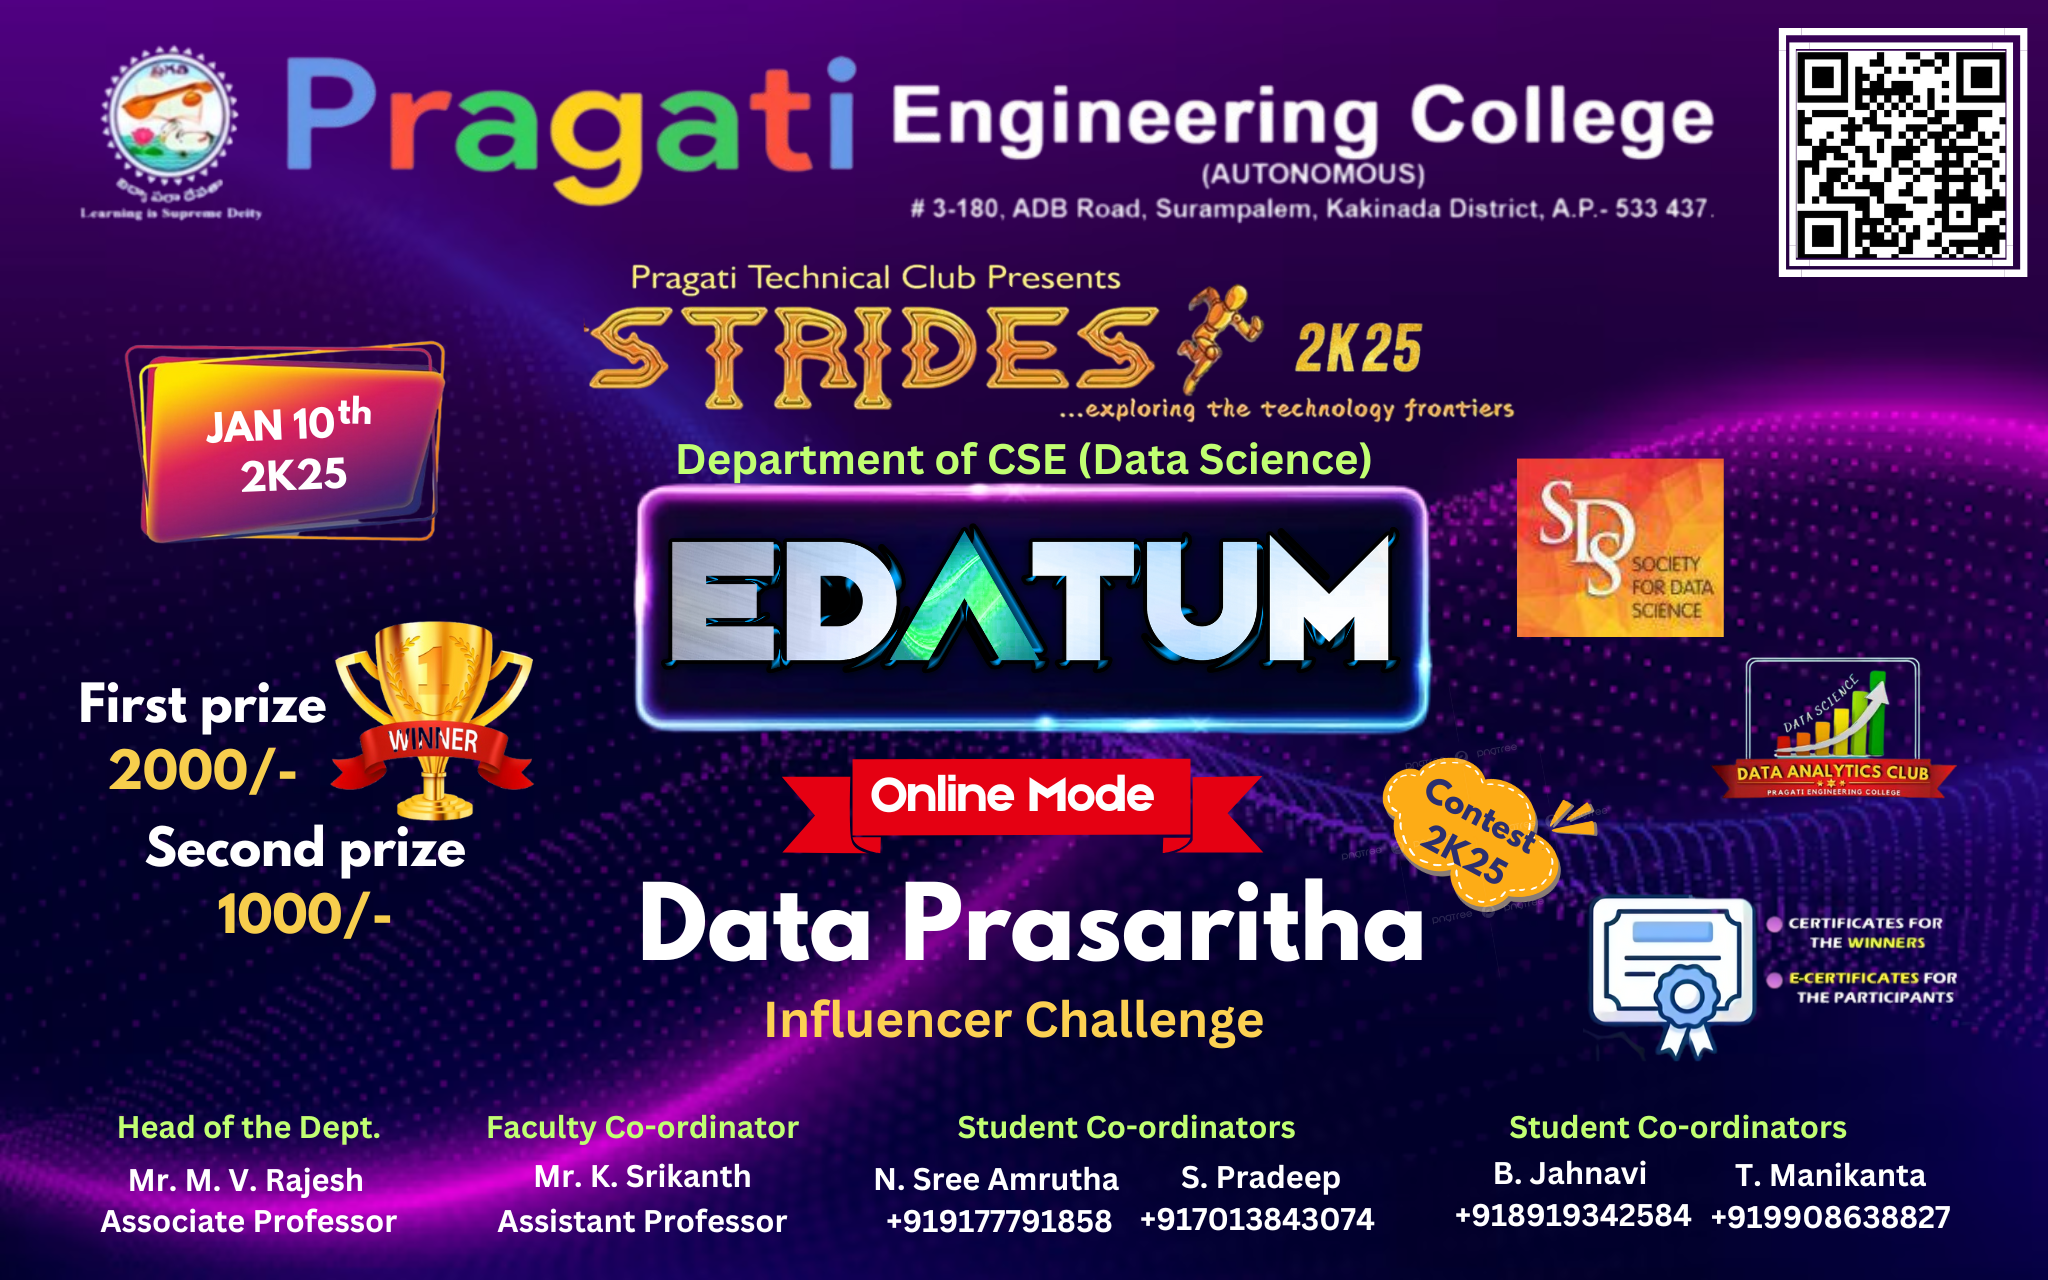 Pragati Engineering College
(AUTONOMOUS)
# 3-180, ADB Road, Surampalem, Kakinada District, A.P.- 533 437.
Learning is Supreme Deity
Pragati Technical Club Presents
STRIDES 2K25
...exploring the technology frontiers
JAN 10th
2K25
Department of CSE (Data Science)
EDATUM
SDS
SOCIETY
FOR DATA
SCIENCE
First prize
2000/-
1
WINNER
Second prize
1000/-
DATA SCIENCE
DATA ANALYTICS CLUB
PRAGATI ENGINEERING COLLEGE
Online Mode
Contest
2K25
pngtree
Data Prasaritha
Influencer Challenge
CERTIFICATES FOR
THE WINNERS
E-CERTIFICATES FOR
THE PARTICIPANTS
Head of the Dept.
Mr. M. V. Rajesh
Associate Professor
Faculty Co-ordinator
Mr. K. Srikanth
Assistant Professor
Student Co-ordinators
N. Sree Amrutha
+919177791858
S. Pradeep
+917013843074
Student Co-ordinators
B. Jahnavi
+918919342584
T. Manikanta
+919908638827